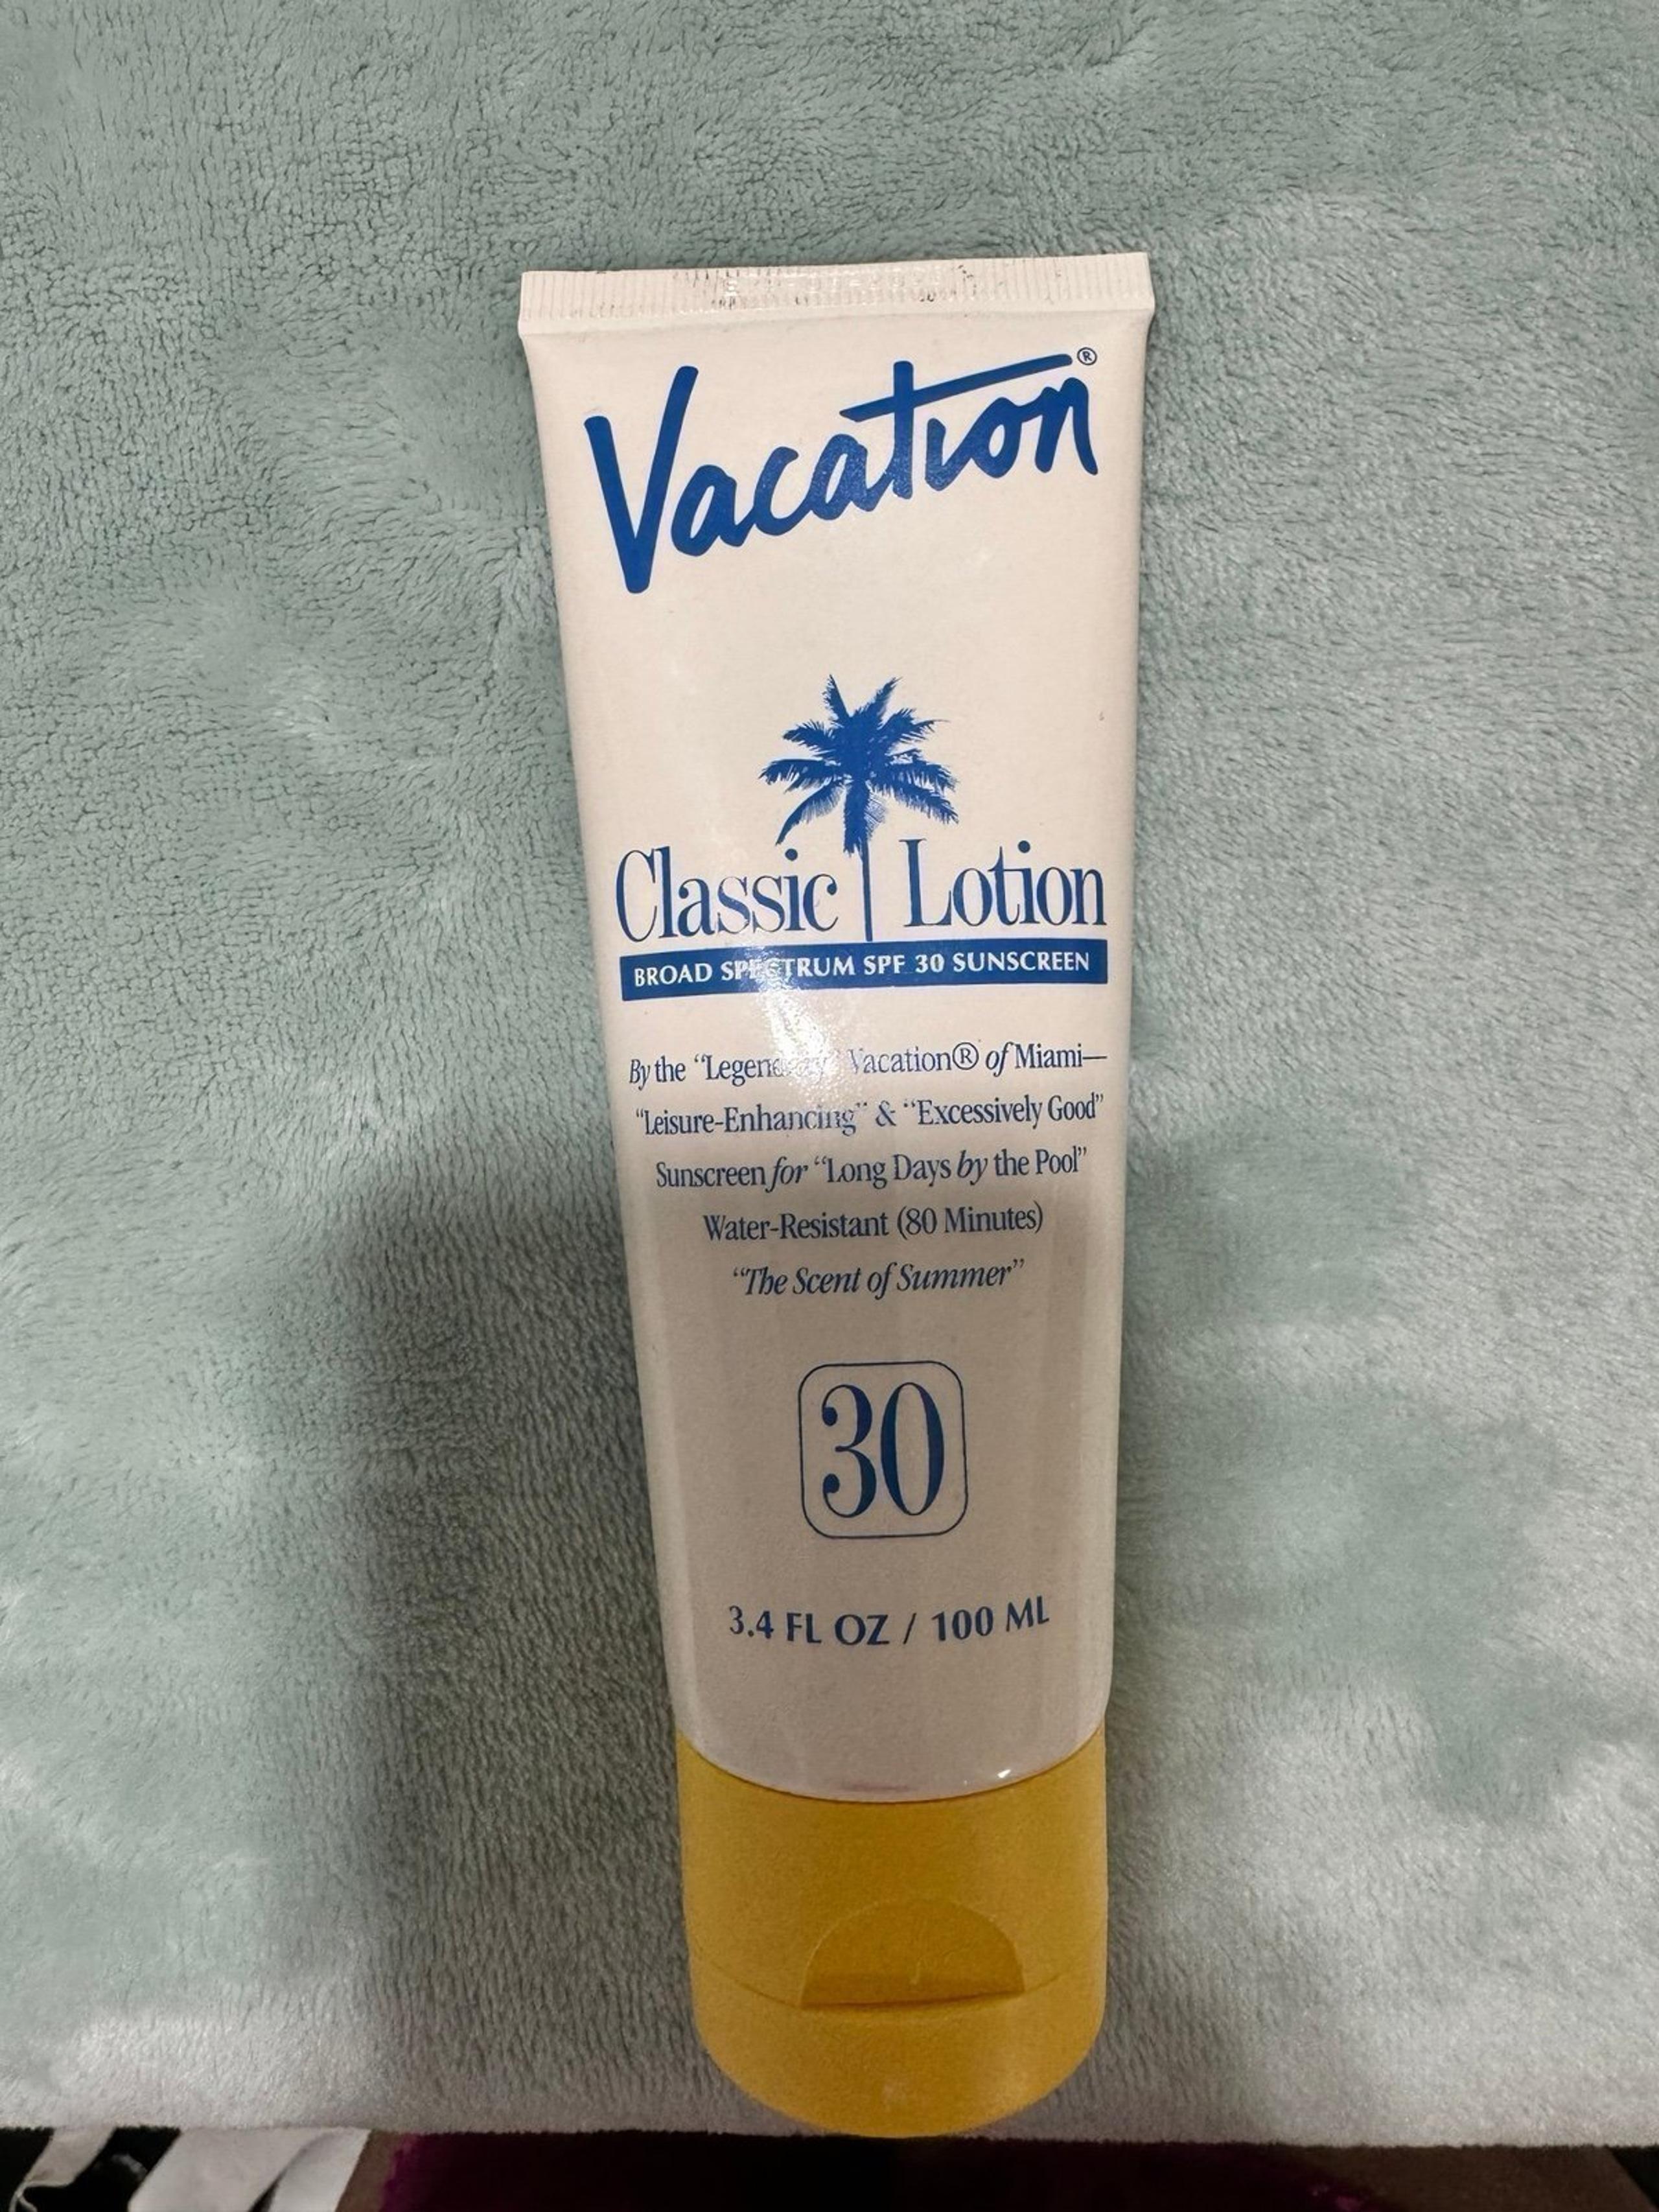 Vacation®
Classic Lotion
BROAD SPECTRUM SPF 30 SUNSCREEN
By the “Legendary” Vacation® of Miami—
“Leisure-Enhancing” & “Excessively Good”
Sunscreen for “Long Days by the Pool”
Water-Resistant (80 Minutes)
“The Scent of Summer”
30
3.4 FL OZ / 100 ML